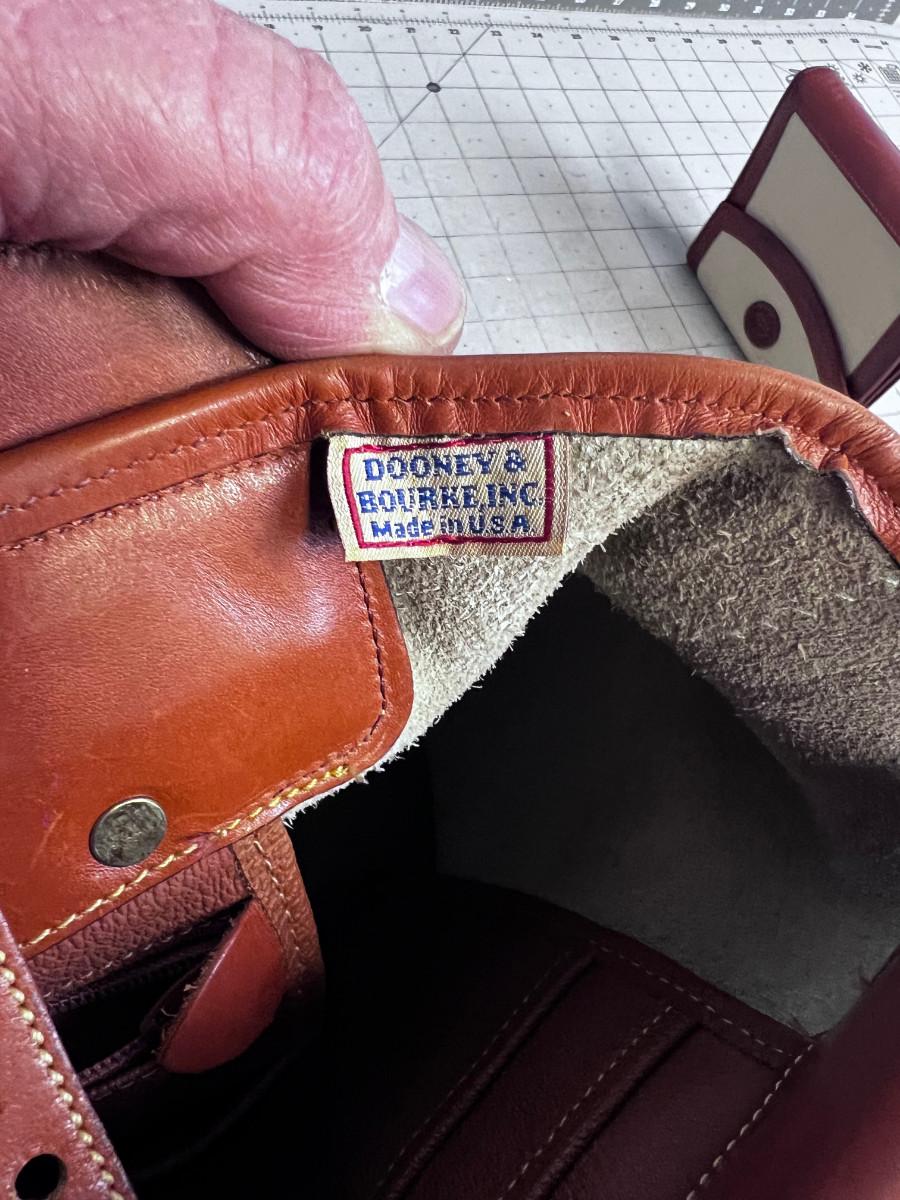 DOONEY &
BOURKE, INC.
Made in U.S.A.